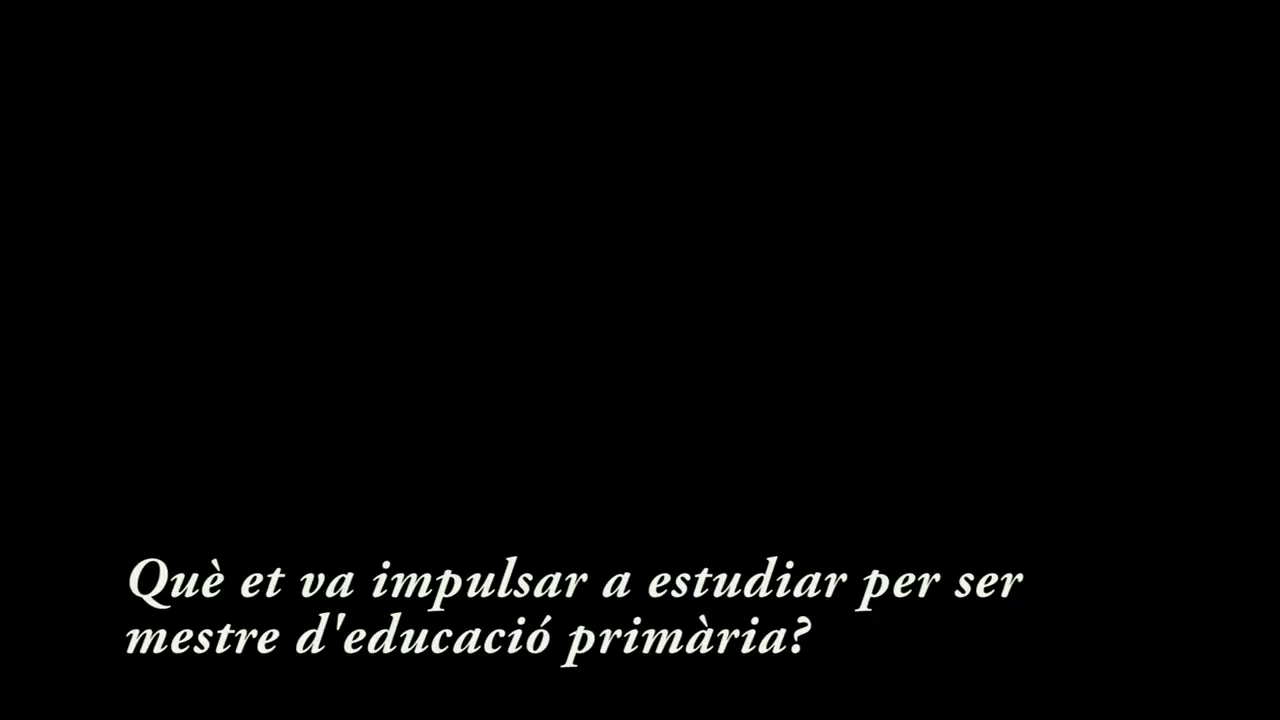 Què et va impulsar a estudiar per ser
mestre d'educació primària?